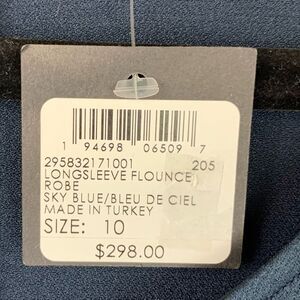 1 94698 06509 7
295832171001 205
LONGSLEEVE FLOUNCE
ROBE
SKY BLUE/BLEU DE CIEL
MADE IN TURKEY
SIZE: 10
$298.00